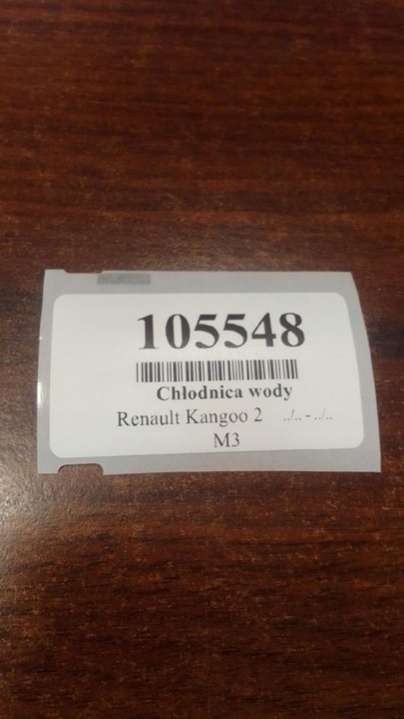 105548
Chłodnica wody
Renault Kangoo 2 ../.. - ../..
M3